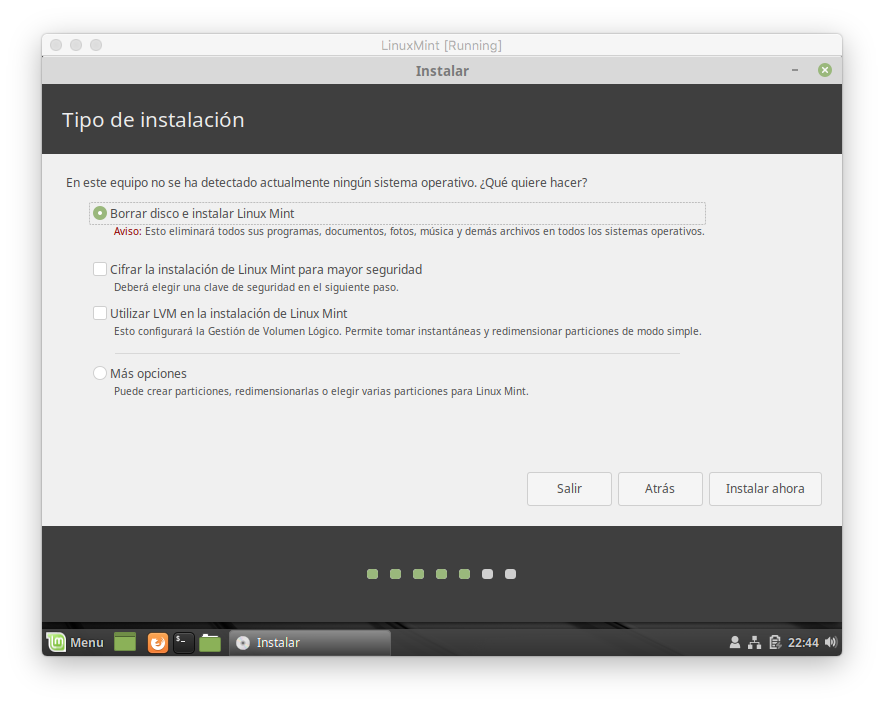 LinuxMint [Running]
Instalar
Tipo de instalación
En este equipo no se ha detectado actualmente ningún sistema operativo. ¿Qué quiere hacer?
Borrar disco e instalar Linux Mint
Aviso: Esto eliminará todos sus programas, documentos, fotos, música y demás archivos en todos los sistemas operativos.
Cifrar la instalación de Linux Mint para mayor seguridad
Deberá elegir una clave de seguridad en el siguiente paso.
Utilizar LVM en la instalación de Linux Mint
Esto configurará la Gestión de Volumen Lógico. Permite tomar instantáneas y redimensionar particiones de modo simple.
Más opciones
Puede crear particiones, redimensionarlas o elegir varias particiones para Linux Mint.
Salir Atrás Instalar ahora
Menu $- Instalar 22:44